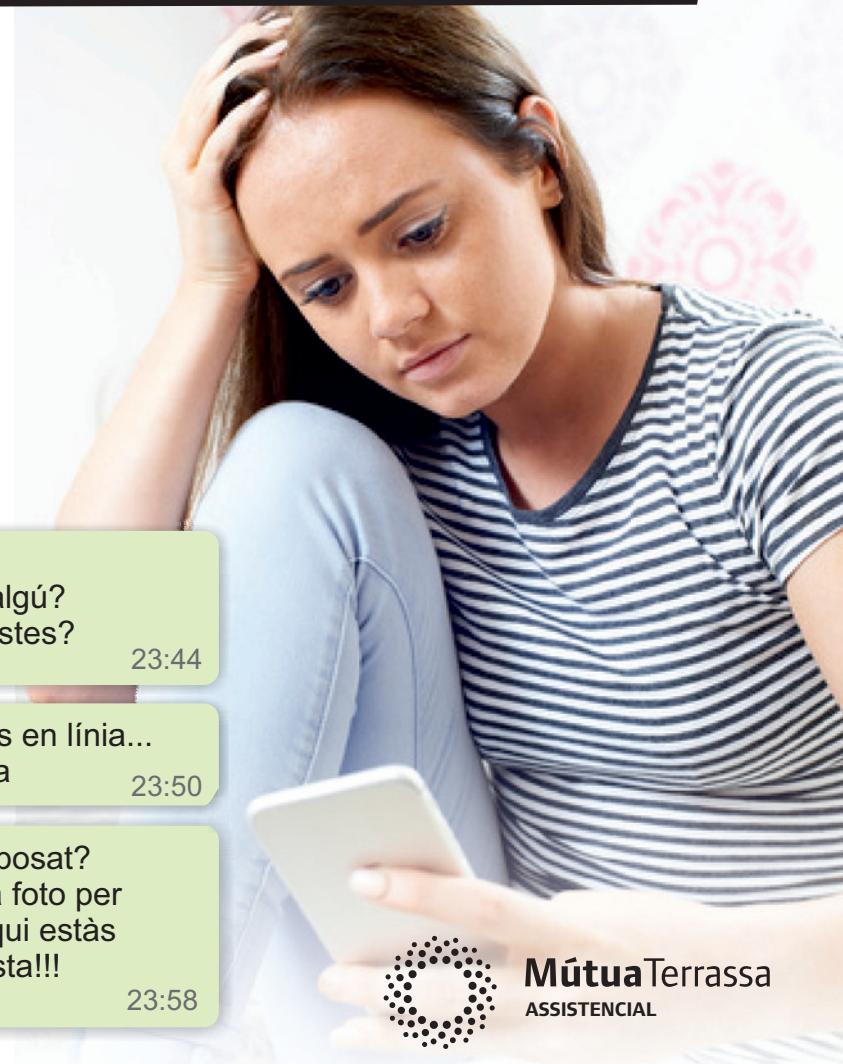 algú?
stes?
23:44
s en línia...
a
23:50
posat?
a foto per
qui estàs
sta!!!
23:58
MútuaTerrassa
ASSISTENCIAL